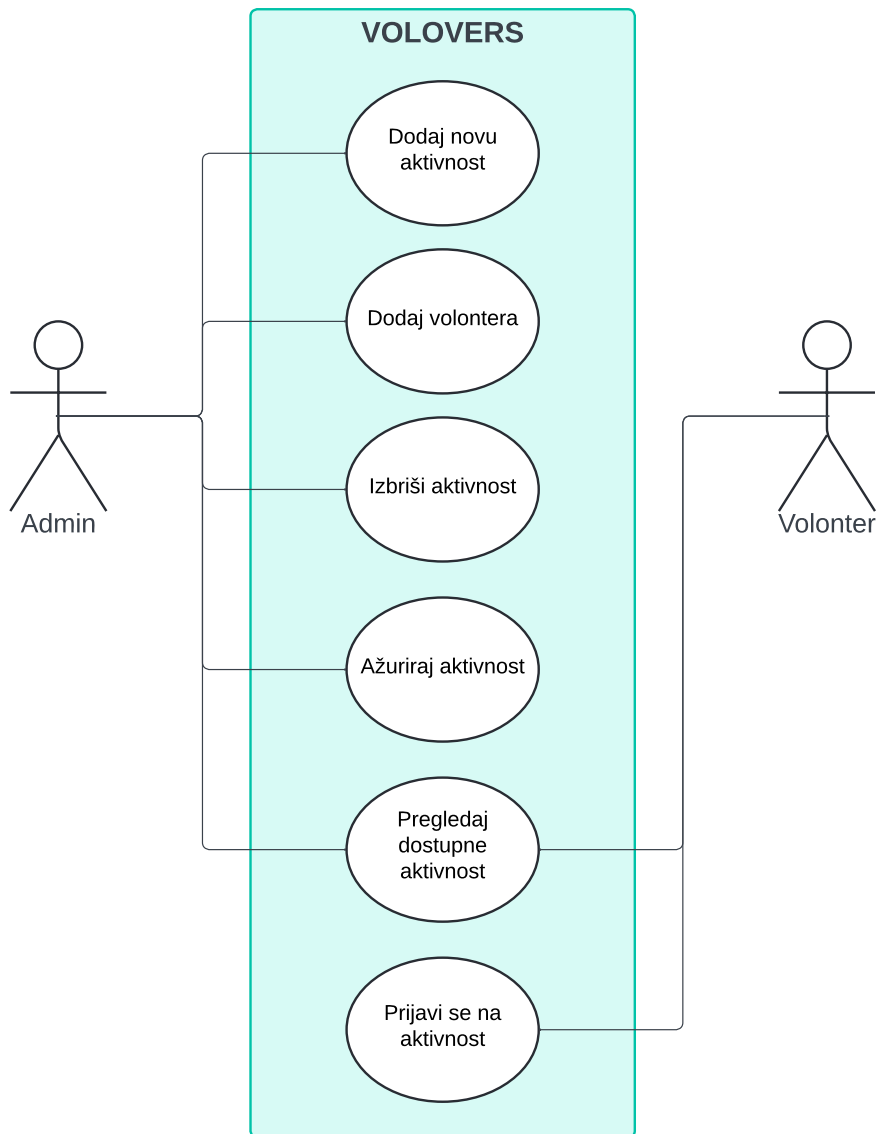 VOLOVERS
Dodaj novu
aktivnost
Dodaj volontera
Izbriši aktivnost
Admin
Volonter
Ažuriraj aktivnost
Pregledaj
dostupne
aktivnost
Prijavi se na
aktivnost